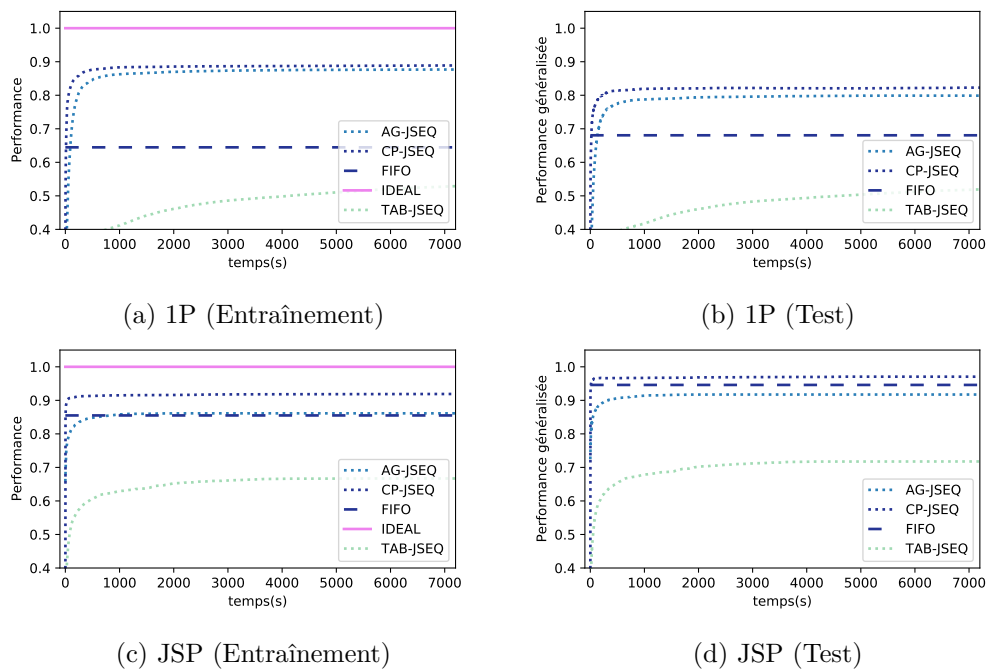 1.0
0.9
0.8
0.7
0.6
0.5
0.4
Performance
AG-JSEQ
CP-JSEQ
FIFO
IDEAL
TAB-JSEQ
0 1000 2000 3000 4000 5000 6000 7000
temps(s)
(a) 1P (Entraînement)
1.0
0.9
0.8
0.7
0.6
0.5
0.4
Performance généralisée
AG-JSEQ
CP-JSEQ
FIFO
TAB-JSEQ
0 1000 2000 3000 4000 5000 6000 7000
temps(s)
(b) 1P (Test)
1.0
0.9
0.8
0.7
0.6
0.5
0.4
Performance
AG-JSEQ
CP-JSEQ
FIFO
IDEAL
TAB-JSEQ
0 1000 2000 3000 4000 5000 6000 7000
temps(s)
(c) JSP (Entraînement)
1.0
0.9
0.8
0.7
0.6
0.5
0.4
Performance généralisée
AG-JSEQ
CP-JSEQ
FIFO
TAB-JSEQ
0 1000 2000 3000 4000 5000 6000 7000
temps(s)
(d) JSP (Test)